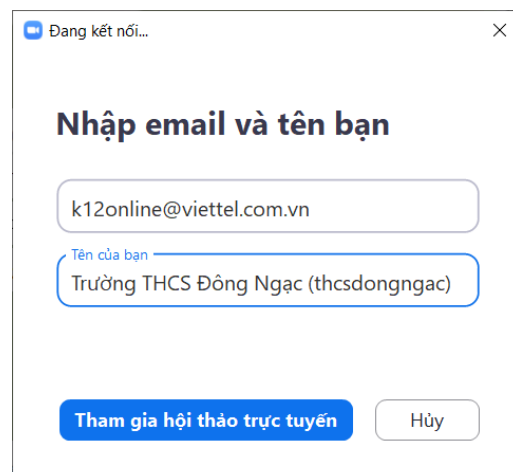 Đang kết nối...
Nhập email và tên bạn
k12online@viettel.com.vn
Tên của bạn
Trường THCS Đông Ngạc (thcsdongngac)
Tham gia hội thảo trực tuyến
Hủy